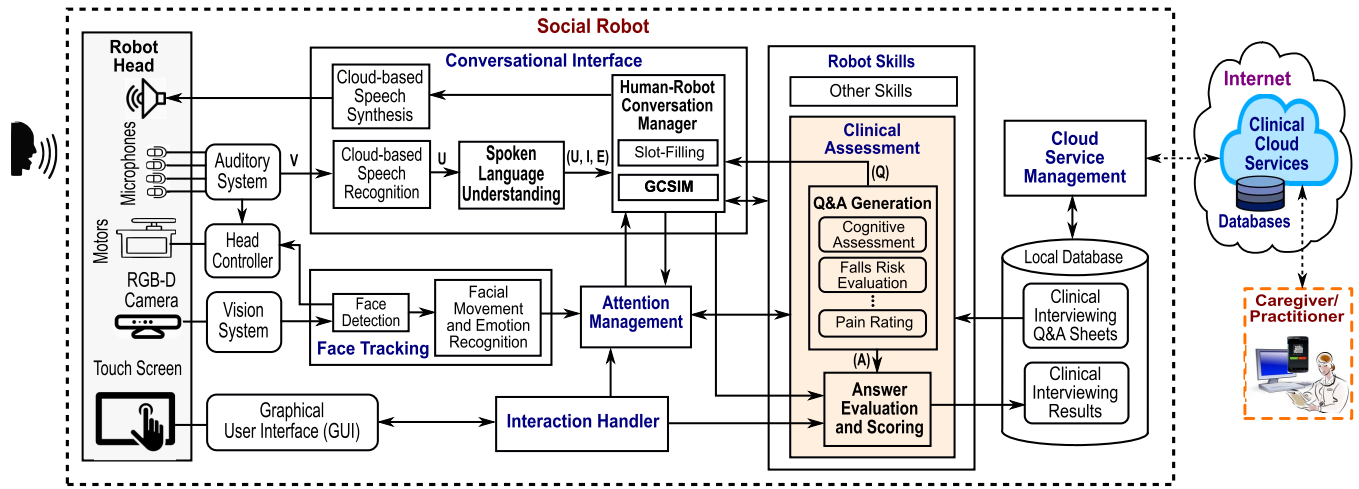 Social Robot
Robot
Head
Microphones
Motors
RGB-D
Camera
Touch Screen
Auditory
System
V
Head
Controller
Vision
System
Graphical
User Interface (GUI)
Conversational Interface
Cloud-based
Speech
Synthesis
Cloud-based
Speech
Recognition
U
Spoken
Language
Understanding
(U, I, E)
Human-Robot
Conversation
Manager
Slot-Filling
GCSIM
Face
Detection
Facial
Movement
and Emotion
Recognition
Face Tracking
Attention
Management
Interaction Handler
Robot Skills
Other Skills
Clinical
Assessment
(Q)
Q&A Generation
Cognitive
Assessment
Falls Risk
Evaluation
Pain Rating
(A)
Answer
Evaluation
and Scoring
Cloud
Service
Management
Local Database
Clinical
Interviewing
Q&A Sheets
Clinical
Interviewing
Results
Internet
Clinical
Cloud
Services
Databases
Caregiver/
Practitioner